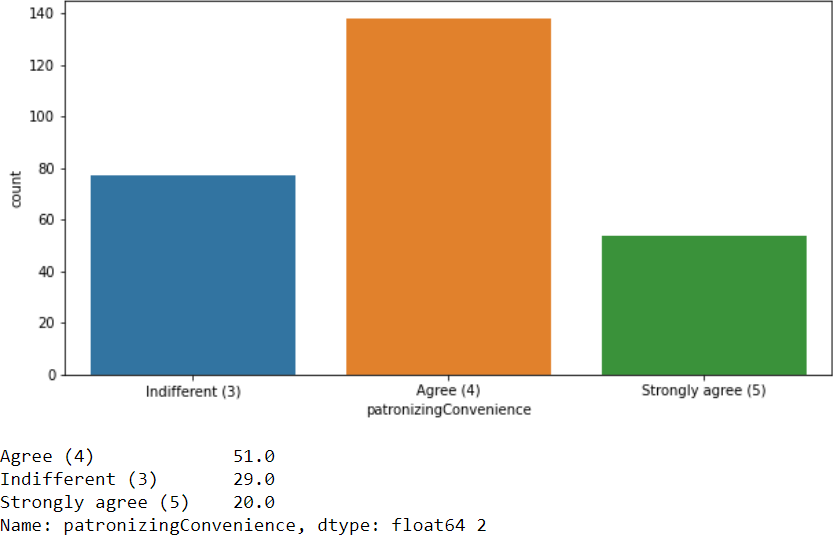 140
120
100
80
60
40
20
0
count
Indifferent (3) Agree (4) Strongly agree (5)
patronizingConvenience
Agree (4) 51.0
Indifferent (3) 29.0
Strongly agree (5) 20.0
Name: patronizingConvenience, dtype: float64 2